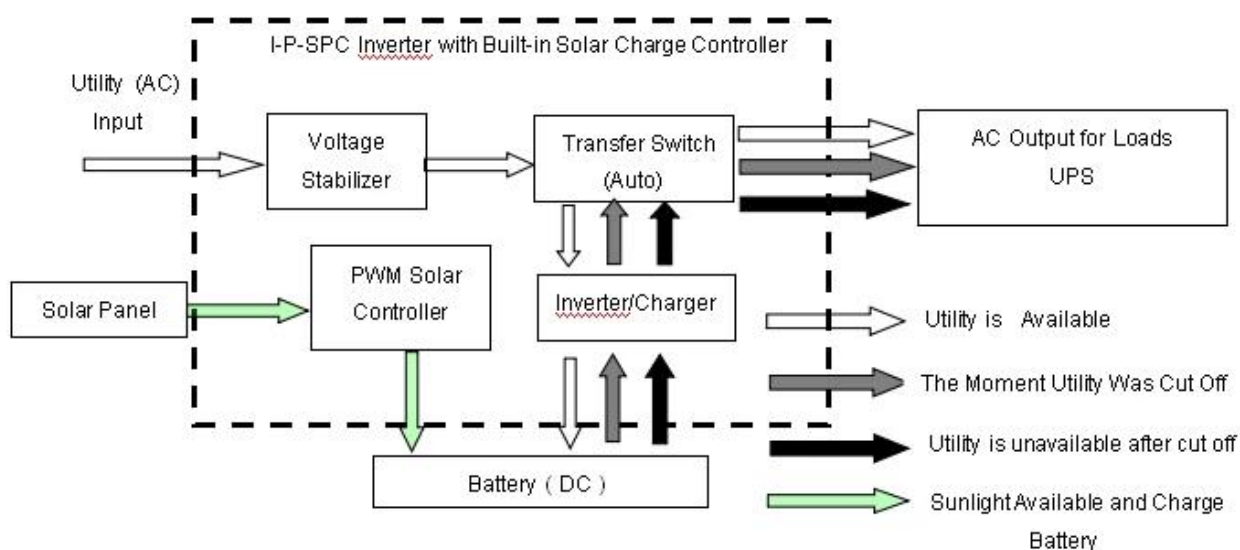 I-P-SPC Inverter with Built-in Solar Charge Controller
Utility (AC)
Input
Voltage
Stabilizer
Transfer Switch
(Auto)
AC Output for Loads
UPS
Solar Panel
PWM Solar
Controller
Inverter/Charger
Battery ( DC )
Utility is Available
The Moment Utility Was Cut Off
Utility is unavailable after cut off
Sunlight Available and Charge
Battery